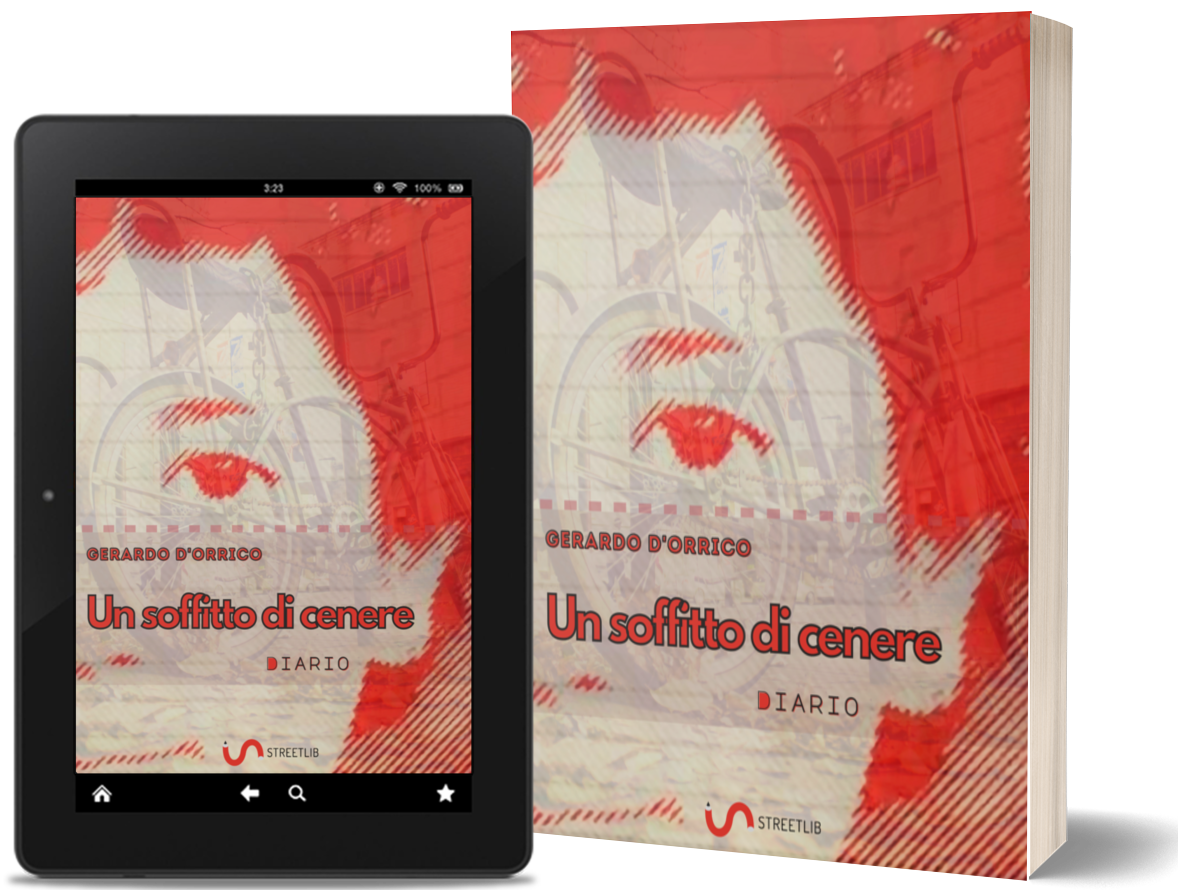 3:23 100%
GERARDO D'ORRICO
Un soffitto di cenere
DIARIO
STREETLIB
GERARDO D'ORRICO
Un soffitto di cenere
DIARIO
STREETLIB